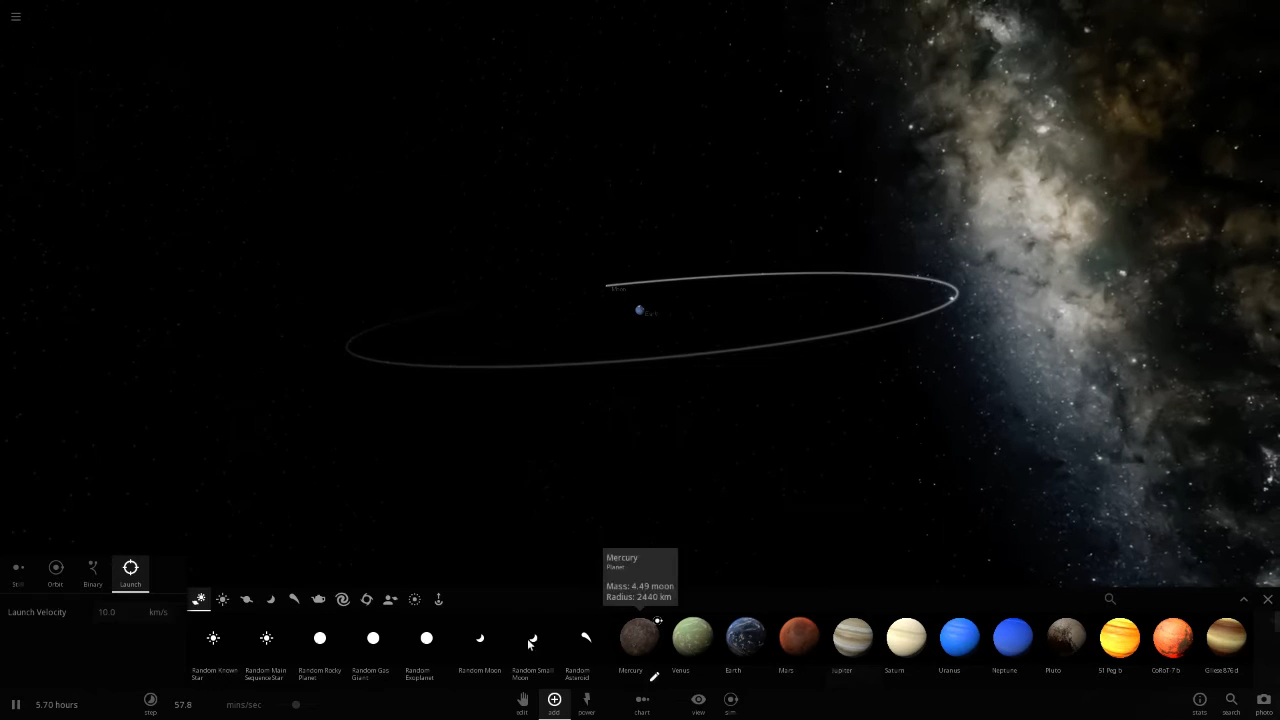 Earth
Mercury
Planet
Mass: 4.49 moon
Radius: 2440 km
Still
Orbit
Binary
Launch
Launch Velocity 10.0 km/s
Random Known Star
Random Main Sequence Star
Random Rocky Planet
Random Gas Giant
Random Exoplanet
Random Moon
Random Small Moon
Random Asteroid
Mercury
Venus
Earth
Mars
Jupiter
Saturn
Uranus
Neptune
Pluto
51 Peg b
CoRoT-7 b
Gliese 876 d
5.70 hours
step
57.8 mins/sec
edit
add
power
chart
view
sim
stats
search
photo